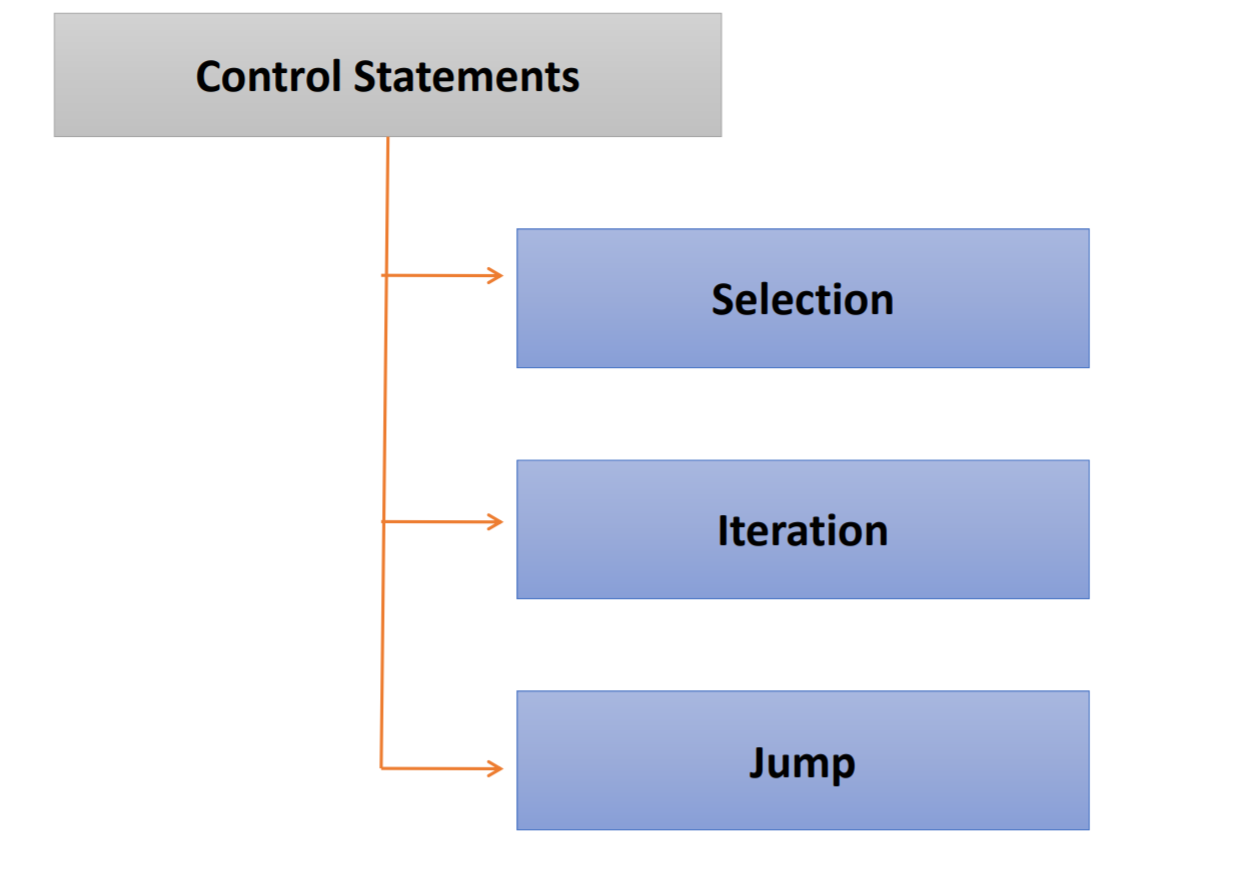 Control Statements
Selection
Iteration
Jump